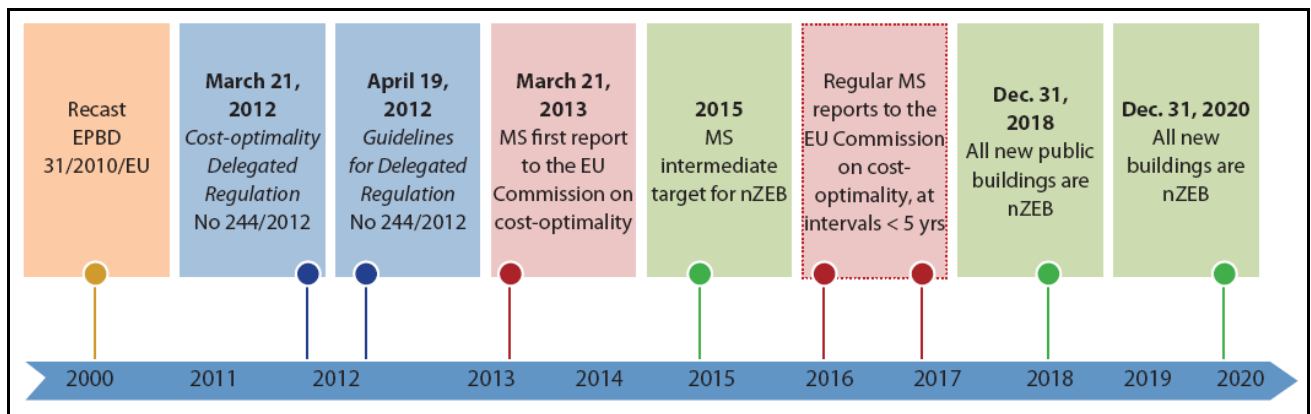 Recast
EPBD
31/2010/EU
March 21,
2012
Cost-optimality
Delegated
Regulation
No 244/2012
April 19,
2012
Guidelines
for Delegated
Regulation
No 244/2012
March 21,
2013
MS first report
to the EU
Commission on
cost-optimality
2015
MS
intermediate
target for nZEB
Regular MS
reports to the
EU Commission
on cost-
optimality, at
intervals < 5 yrs
Dec. 31,
2018
All new public
buildings are
nZEB
Dec. 31, 2020
All new
buildings are
nZEB
2000 2011 2012 2013 2014 2015 2016 2017 2018 2019 2020